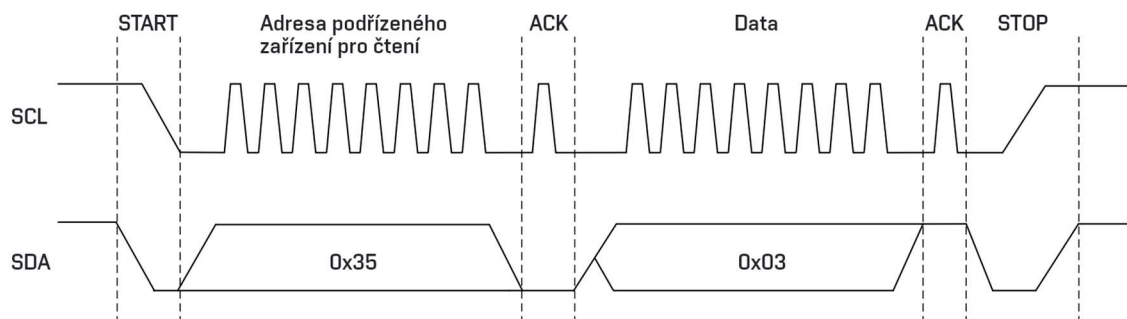 START
Adresa podřízeného
zařízení pro čtení
ACK
Data
ACK
STOP
SCL
SDA
0x35
0x03